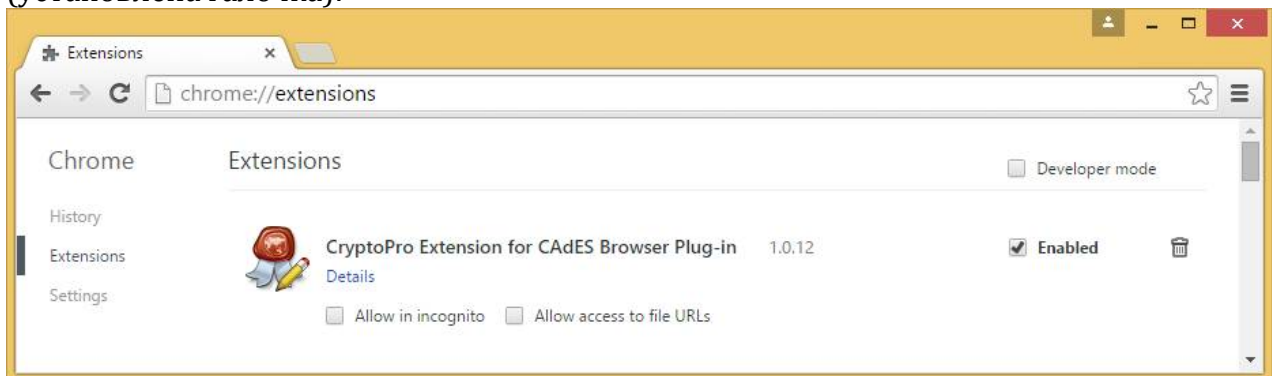 Extensions
chrome://extensions
Chrome
Extensions
Developer mode
History
Extensions
Settings
CryptoPro Extension for CAdES Browser Plug-in 1.0.12
Enabled
Details
Allow in incognito Allow access to file URLs